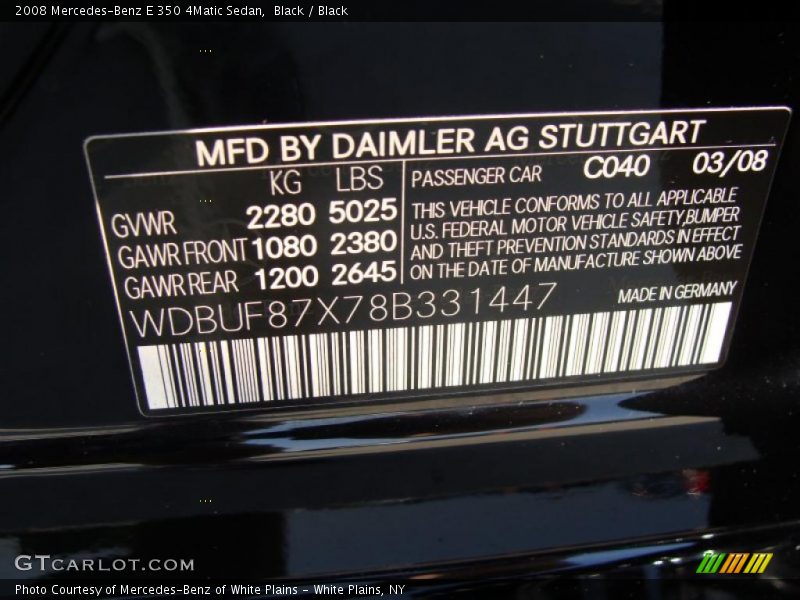 2008 Mercedes-Benz E 350 4Matic Sedan, Black / Black
MFD BY DAIMLER AG STUTTGART
KG LBS
GVWR 2280 5025
GAWR FRONT 1080 2380
GAWR REAR 1200 2645
PASSENGER CAR C040 03/08
THIS VEHICLE CONFORMS TO ALL APPLICABLE
U.S. FEDERAL MOTOR VEHICLE SAFETY,BUMPER
AND THEFT PREVENTION STANDARDS IN EFFECT
ON THE DATE OF MANUFACTURE SHOWN ABOVE
WDBUF87X78B331447 MADE IN GERMANY
GTCARLOT.COM
Photo Courtesy of Mercedes-Benz of White Plains - White Plains, NY